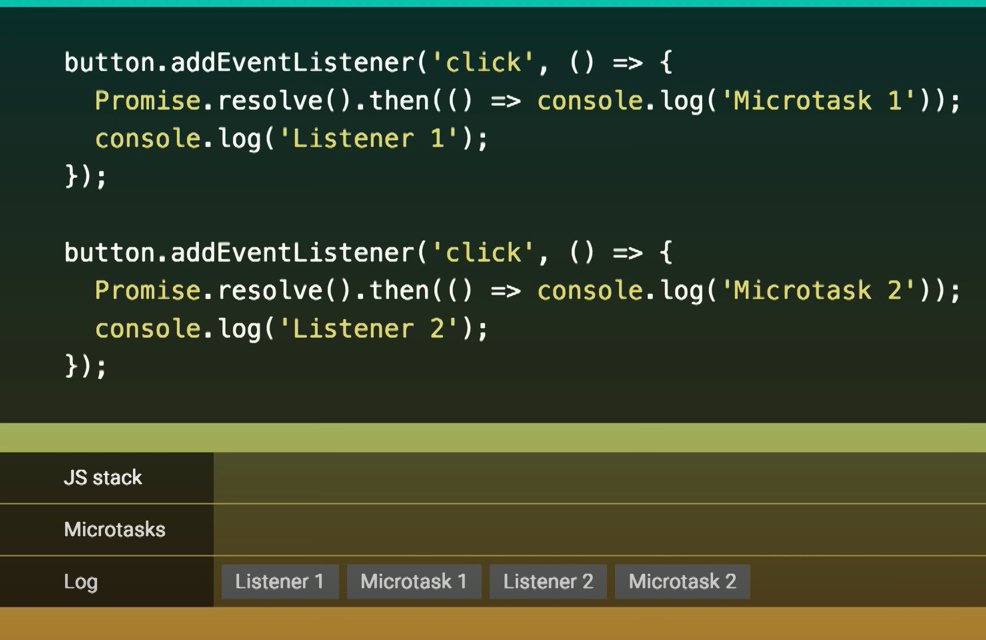 button.addEventListener('click', () => {
  Promise.resolve().then(() => console.log('Microtask 1'));
  console.log('Listener 1');
});

button.addEventListener('click', () => {
  Promise.resolve().then(() => console.log('Microtask 2'));
  console.log('Listener 2');
});
JS stack
Microtasks
Log Listener 1 Microtask 1 Listener 2 Microtask 2